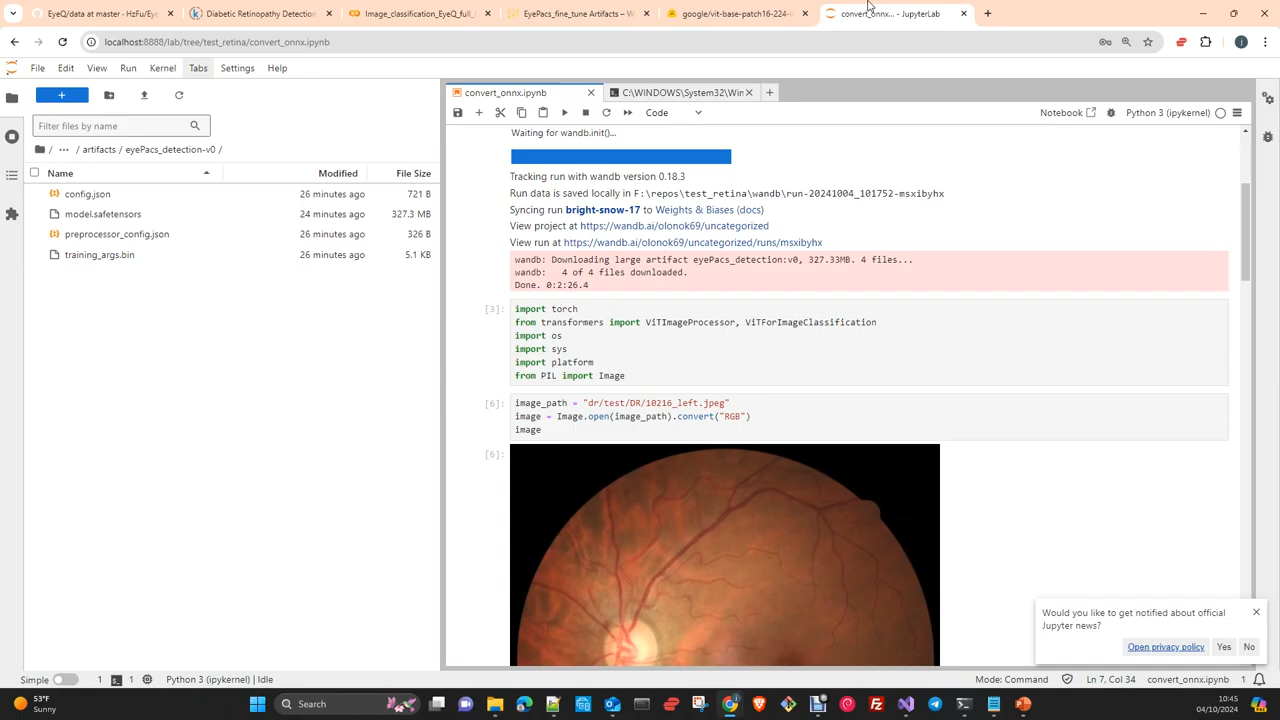 EyeQ/data at master · HzFu/Eye
Diabetic Retinopathy Detection
Image_classification_EyeQ_full_
EyePacs_fine_tune Artifacts – W
google/vit-base-patch16-224-i
convert_onnx... - JupyterLab
localhost:8888/lab/tree/test_retina/convert_onnx.ipynb
File Edit View Run Kernel Tabs Settings Help
convert_onnx.ipynb
C:\WINDOWS\System32\Win
Code
Notebook
Python 3 (ipykernel)
Filter files by name
/ ··· / artifacts / eyePacs_detection-v0 /
Name Modified File Size
config.json 26 minutes ago 721 B
model.safetensors 24 minutes ago 327.3 MB
preprocessor_config.json 26 minutes ago 326 B
training_args.bin 26 minutes ago 5.1 KB
Waiting for wandb.init()...
Tracking run with wandb version 0.18.3
Run data is saved locally in F:\repos\test_retina\wandb\run-20241004_101752-msxibyhx
Syncing run bright-snow-17 to Weights & Biases (docs)
View project at https://wandb.ai/olonok69/uncategorized
View run at https://wandb.ai/olonok69/uncategorized/runs/msxibyhx
wandb: Downloading large artifact eyePacs_detection:v0, 327.33MB. 4 files...
wandb:   4 of 4 files downloaded.
Done. 0:2:26.4
[3]: import torch
from transformers import ViTImageProcessor, ViTForImageClassification
import os
import sys
import platform
from PIL import Image
[6]: image_path = "dr/test/DR/10216_left.jpeg"
image = Image.open(image_path).convert("RGB")
image
[6]:
Would you like to get notified about official
Jupyter news?
Open privacy policy Yes No
Simple 1 1 Python 3 (ipykernel) | Idle Mode: Command Ln 7, Col 34 convert_onnx.ipynb 1
53°F
Sunny
Search
10:45
04/10/2024